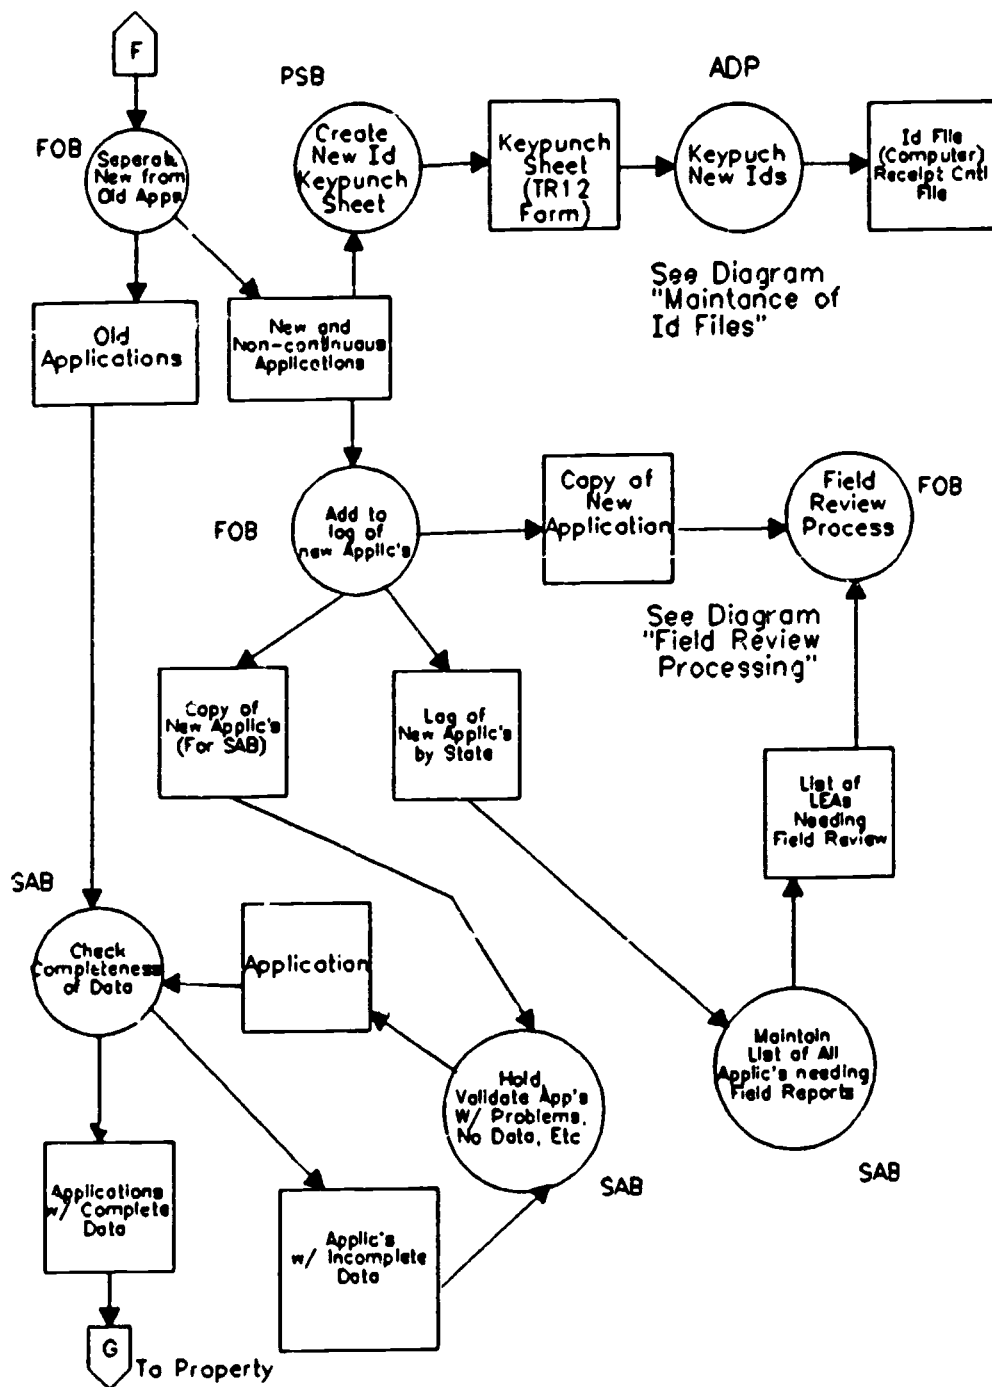 F
PSB
ADP
FOB
Seperate
New from
Old Apps
Create
New Id
Keypunch
Sheet
Keypunch
Sheet
(TR12
Form)
Keypuch
New Ids
Id File
(Computer)
Receipt Cntl
File
See Diagram
"Maintance of
Id Files"
Old
Applications
New and
Non-continuous
Applications
FOB
Add to
log of
new Applic's
Copy of
New
Application
Field
Review
Process
FOB
See Diagram
"Field Review
Processing"
Copy of
New Applic's
(For SAB)
Log of
New Applic's
by State
List of
LEAs
Needing
Field Review
SAB
Check
Completeness
of Data
Application
Hold,
Validate App's
W/ Problems,
No Data, Etc
SAB
Maintain
List of All
Applic's needing
Field Reports
SAB
Applications
w/ Complete
Data
Applic's
w/ Incomplete
Data
G
To Property